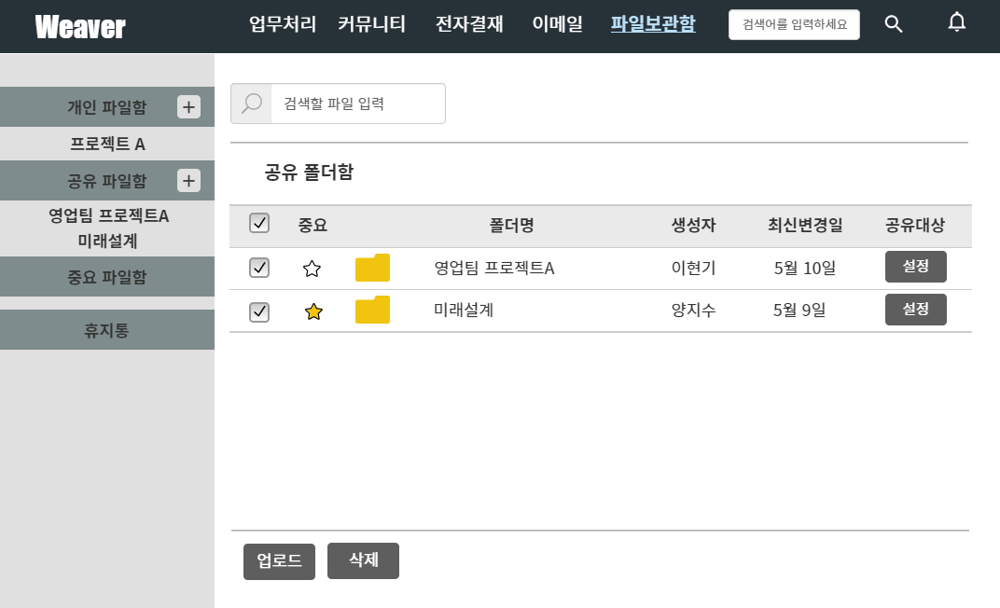 Weaver 업무처리 커뮤니티 전자결재 이메일 파일보관함 검색어를 입력하세요
개인 파일함 +
프로젝트 A
공유 파일함 +
영업팀 프로젝트A
미래설계
중요 파일함
휴지통
검색할 파일 입력
공유 폴더함
중요 폴더명 생성자 최신변경일 공유대상
영업팀 프로젝트A 이현기 5월 10일 설정
미래설계 양지수 5월 9일 설정
업로드 삭제